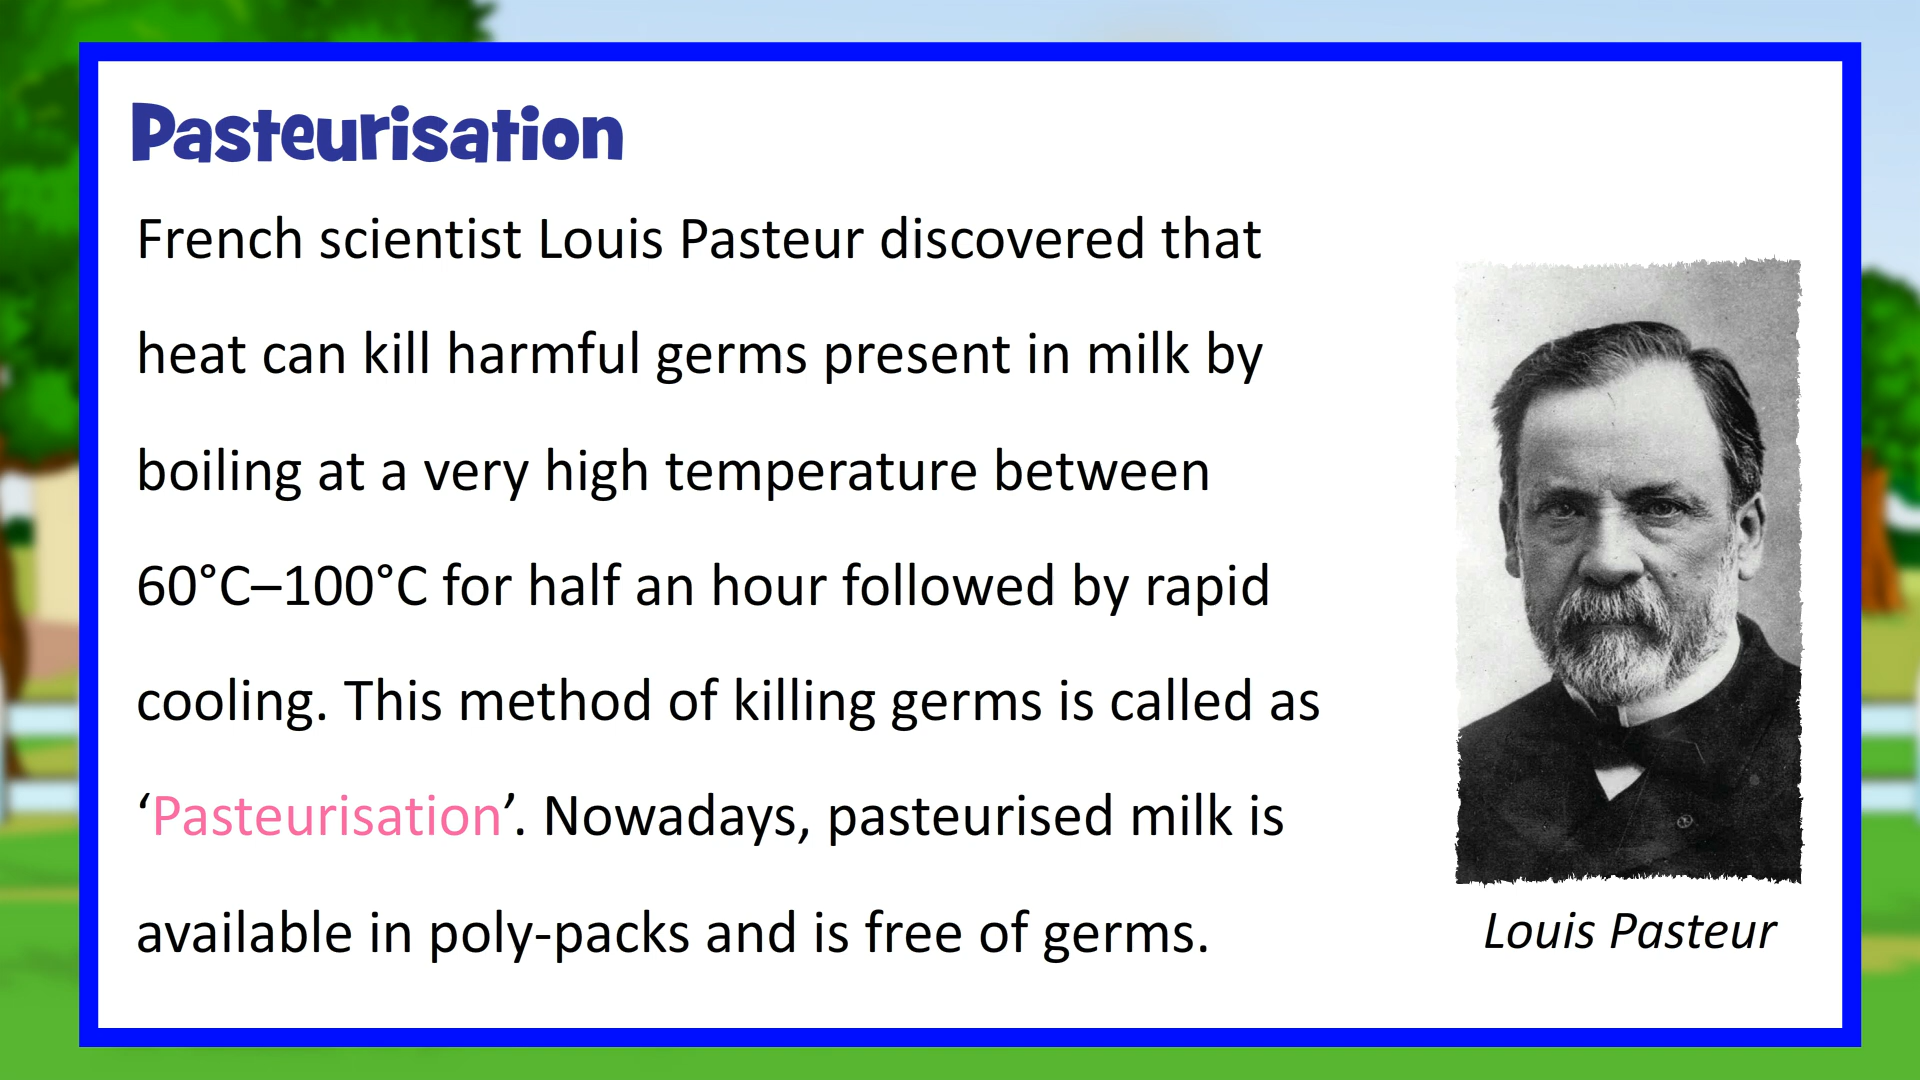 Pasteurisation
French scientist Louis Pasteur discovered that
heat can kill harmful germs present in milk by
boiling at a very high temperature between
60°C–100°C for half an hour followed by rapid
cooling. This method of killing germs is called as
‘Pasteurisation’. Nowadays, pasteurised milk is
available in poly-packs and is free of germs.
Louis Pasteur